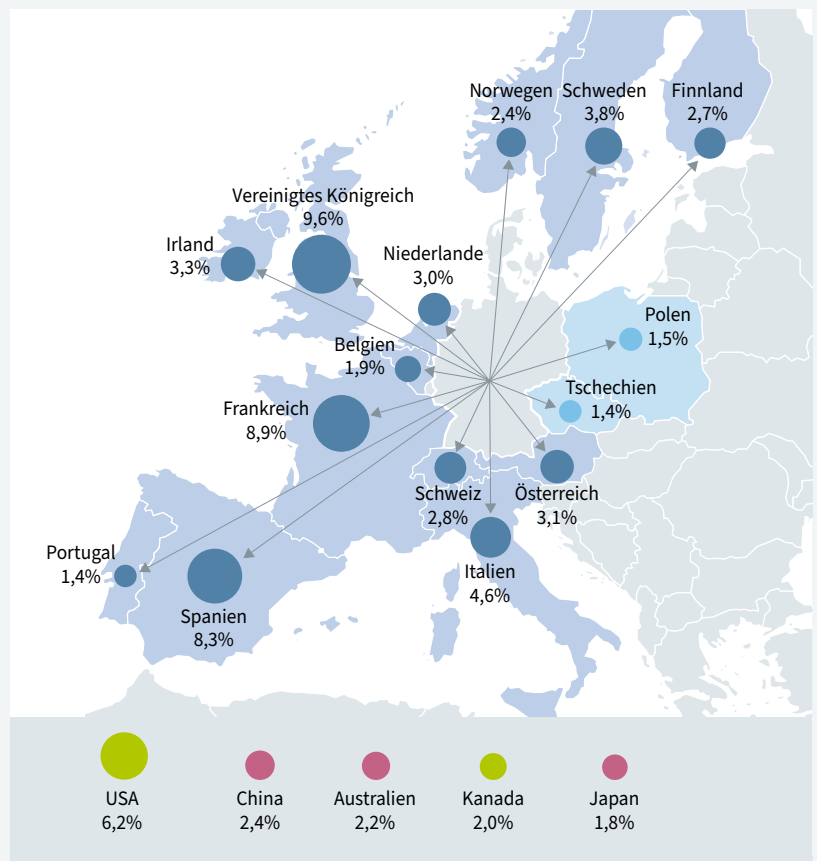 Norwegen
2,4%
Schweden
3,8%
Finnland
2,7%
Vereinigtes Königreich
9,6%
Irland
3,3%
Niederlande
3,0%
Polen
1,5%
Belgien
1,9%
Tschechien
1,4%
Frankreich
8,9%
Schweiz
2,8%
Österreich
3,1%
Portugal
1,4%
Italien
4,6%
Spanien
8,3%
USA
6,2%
China
2,4%
Australien
2,2%
Kanada
2,0%
Japan
1,8%